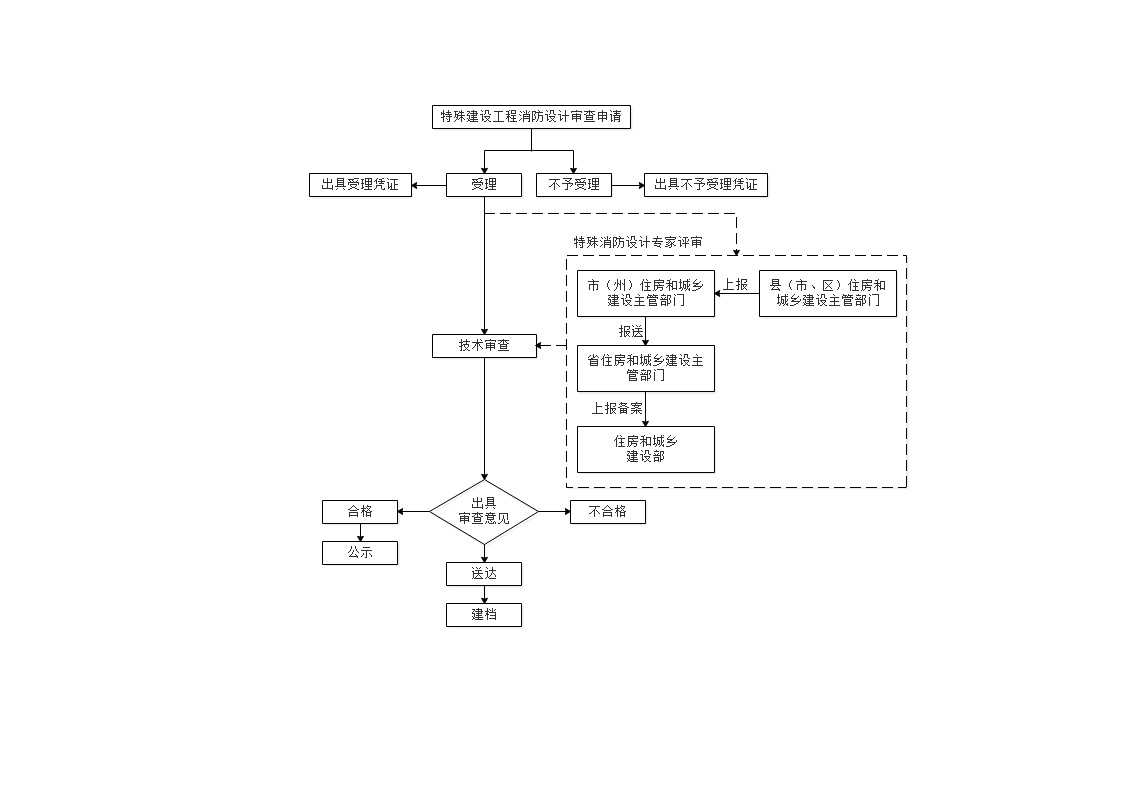 特殊建设工程消防设计审查申请
出具受理凭证
受理
不予受理
出具不予受理凭证
特殊消防设计专家评审
市（州）住房和城乡
建设主管部门
上报
县（市、区）住房和
城乡建设主管部门
报送
技术审查
省住房和城乡建设主
管部门
上报备案
住房和城乡
建设部
合格
出具
审查意见
不合格
公示
送达
建档